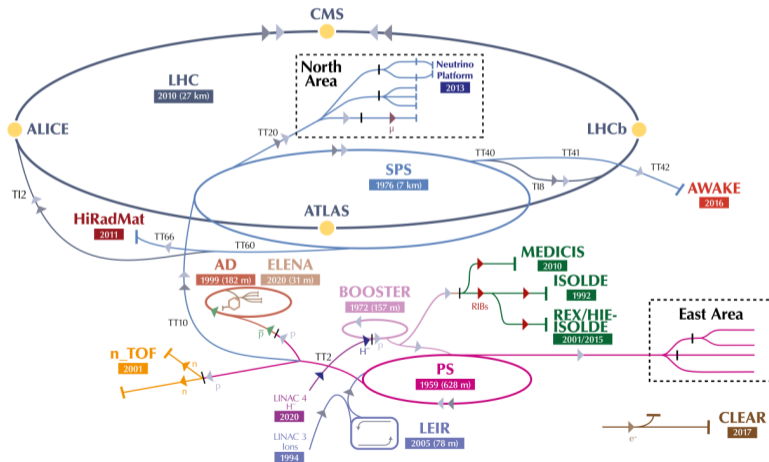 CMS
North
Area
Neutrino
Platform
2013
LHC
2010 (27 km)
μ
ALICE
LHCb
TT20
SPS
1976 (7 km)
TT40
TT41
TI8
TT42
AWAKE
2016
TI2
HiRadMat
2011
ATLAS
TT66
TT60
AD
1999 (182 m)
ELENA
2020 (31 m)
MEDICIS
2010
BOOSTER
1972 (157 m)
ISOLDE
1992
RIBs
REX/HIE-
ISOLDE
2001/2015
East Area
TT10
p̅
p
H⁻
p
TT2
n_TOF
2001
n
n
p
PS
1959 (628 m)
LINAC 4
H⁻
2020
LINAC 3
Ions
1994
LEIR
2005 (78 m)
e⁻
CLEAR
2017